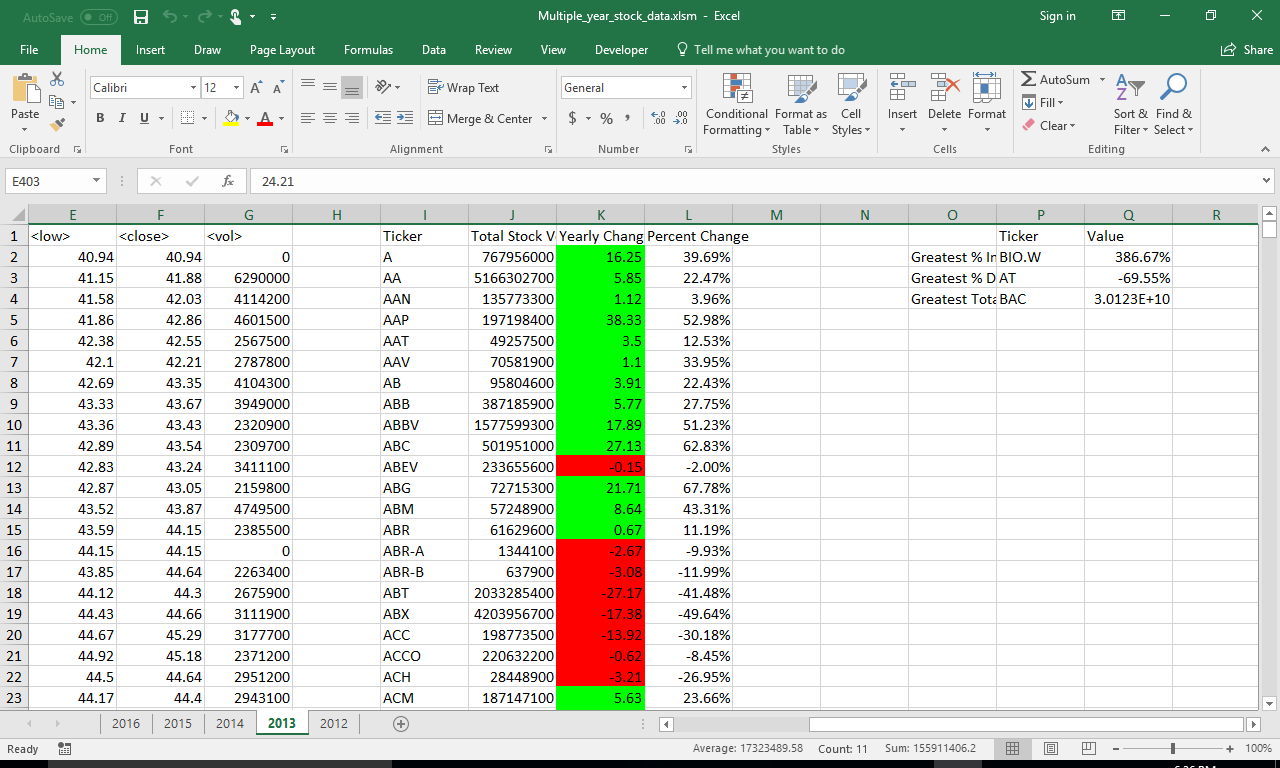 AutoSave Off Multiple_year_stock_data.xlsm - Excel Sign in
File Home Insert Draw Page Layout Formulas Data Review View Developer Tell me what you want to do Share
Paste
Clipboard
Calibri 12
B I U A
Font
Wrap Text
Merge & Center
Alignment
General
$ % ,
Number
Conditional Formatting
Format as Table
Cell Styles
Styles
Insert Delete Format
Cells
AutoSum
Fill
Clear
Sort & Filter
Find & Select
Editing
E403 fx 24.21
E F G H I J K L M N O P Q R
1 <low> <close> <vol> Ticker Total Stock V Yearly Chang Percent Change Ticker Value
2 40.94 40.94 0 A 767956000 16.25 39.69% Greatest % In BIO.W 386.67%
3 41.15 41.88 6290000 AA 5166302700 5.85 22.47% Greatest % D AT -69.55%
4 41.58 42.03 4114200 AAN 135773300 1.12 3.96% Greatest Tota BAC 3.0123E+10
5 41.86 42.86 4601500 AAP 197198400 38.33 52.98%
6 42.38 42.55 2567500 AAT 49257500 3.5 12.53%
7 42.1 42.21 2787800 AAV 70581900 1.1 33.95%
8 42.69 43.35 4104300 AB 95804600 3.91 22.43%
9 43.33 43.67 3949000 ABB 387185900 5.77 27.75%
10 43.36 43.43 2320900 ABBV 1577599300 17.89 51.23%
11 42.89 43.54 2309700 ABC 501951000 27.13 62.83%
12 42.83 43.24 3411100 ABEV 233655600 -0.15 -2.00%
13 42.87 43.05 2159800 ABG 72715300 21.71 67.78%
14 43.52 43.87 4749500 ABM 57248900 8.64 43.31%
15 43.59 44.15 2385500 ABR 61629600 0.67 11.19%
16 44.15 44.15 0 ABR-A 1344100 -2.67 -9.93%
17 43.85 44.64 2263400 ABR-B 637900 -3.08 -11.99%
18 44.12 44.3 2675900 ABT 2033285400 -27.17 -41.48%
19 44.43 44.66 3111900 ABX 4203956700 -17.38 -49.64%
20 44.67 45.29 3177700 ACC 198773500 -13.92 -30.18%
21 44.92 45.18 2371200 ACCO 220632200 -0.62 -8.45%
22 44.5 44.64 2951200 ACH 28448900 -3.21 -26.95%
23 44.17 44.4 2943100 ACM 187147100 5.63 23.66%
2016 2015 2014 2013 2012
Ready Average: 17323489.58 Count: 11 Sum: 155911406.2 100%